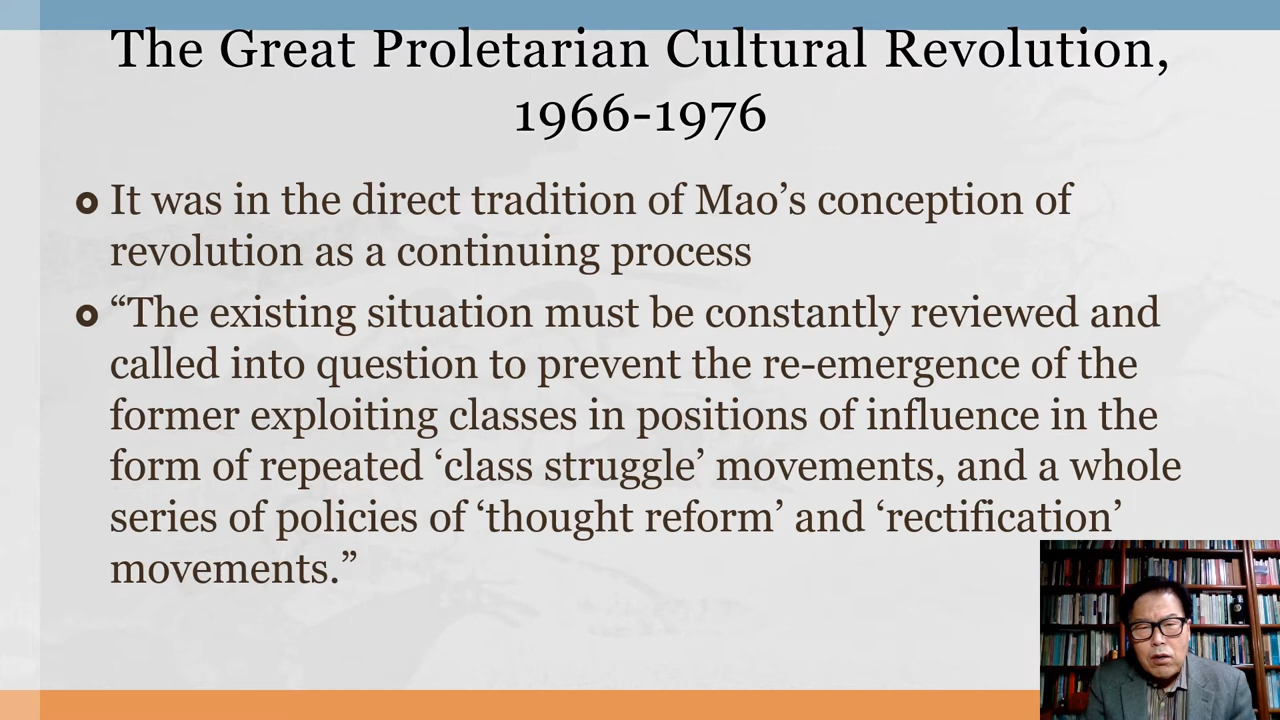 The Great Proletarian Cultural Revolution,
1966-1976
It was in the direct tradition of Mao’s conception of
revolution as a continuing process
“The existing situation must be constantly reviewed and
called into question to prevent the re-emergence of the
former exploiting classes in positions of influence in the
form of repeated ‘class struggle’ movements, and a whole
series of policies of ‘thought reform’ and ‘rectification’
movements.”